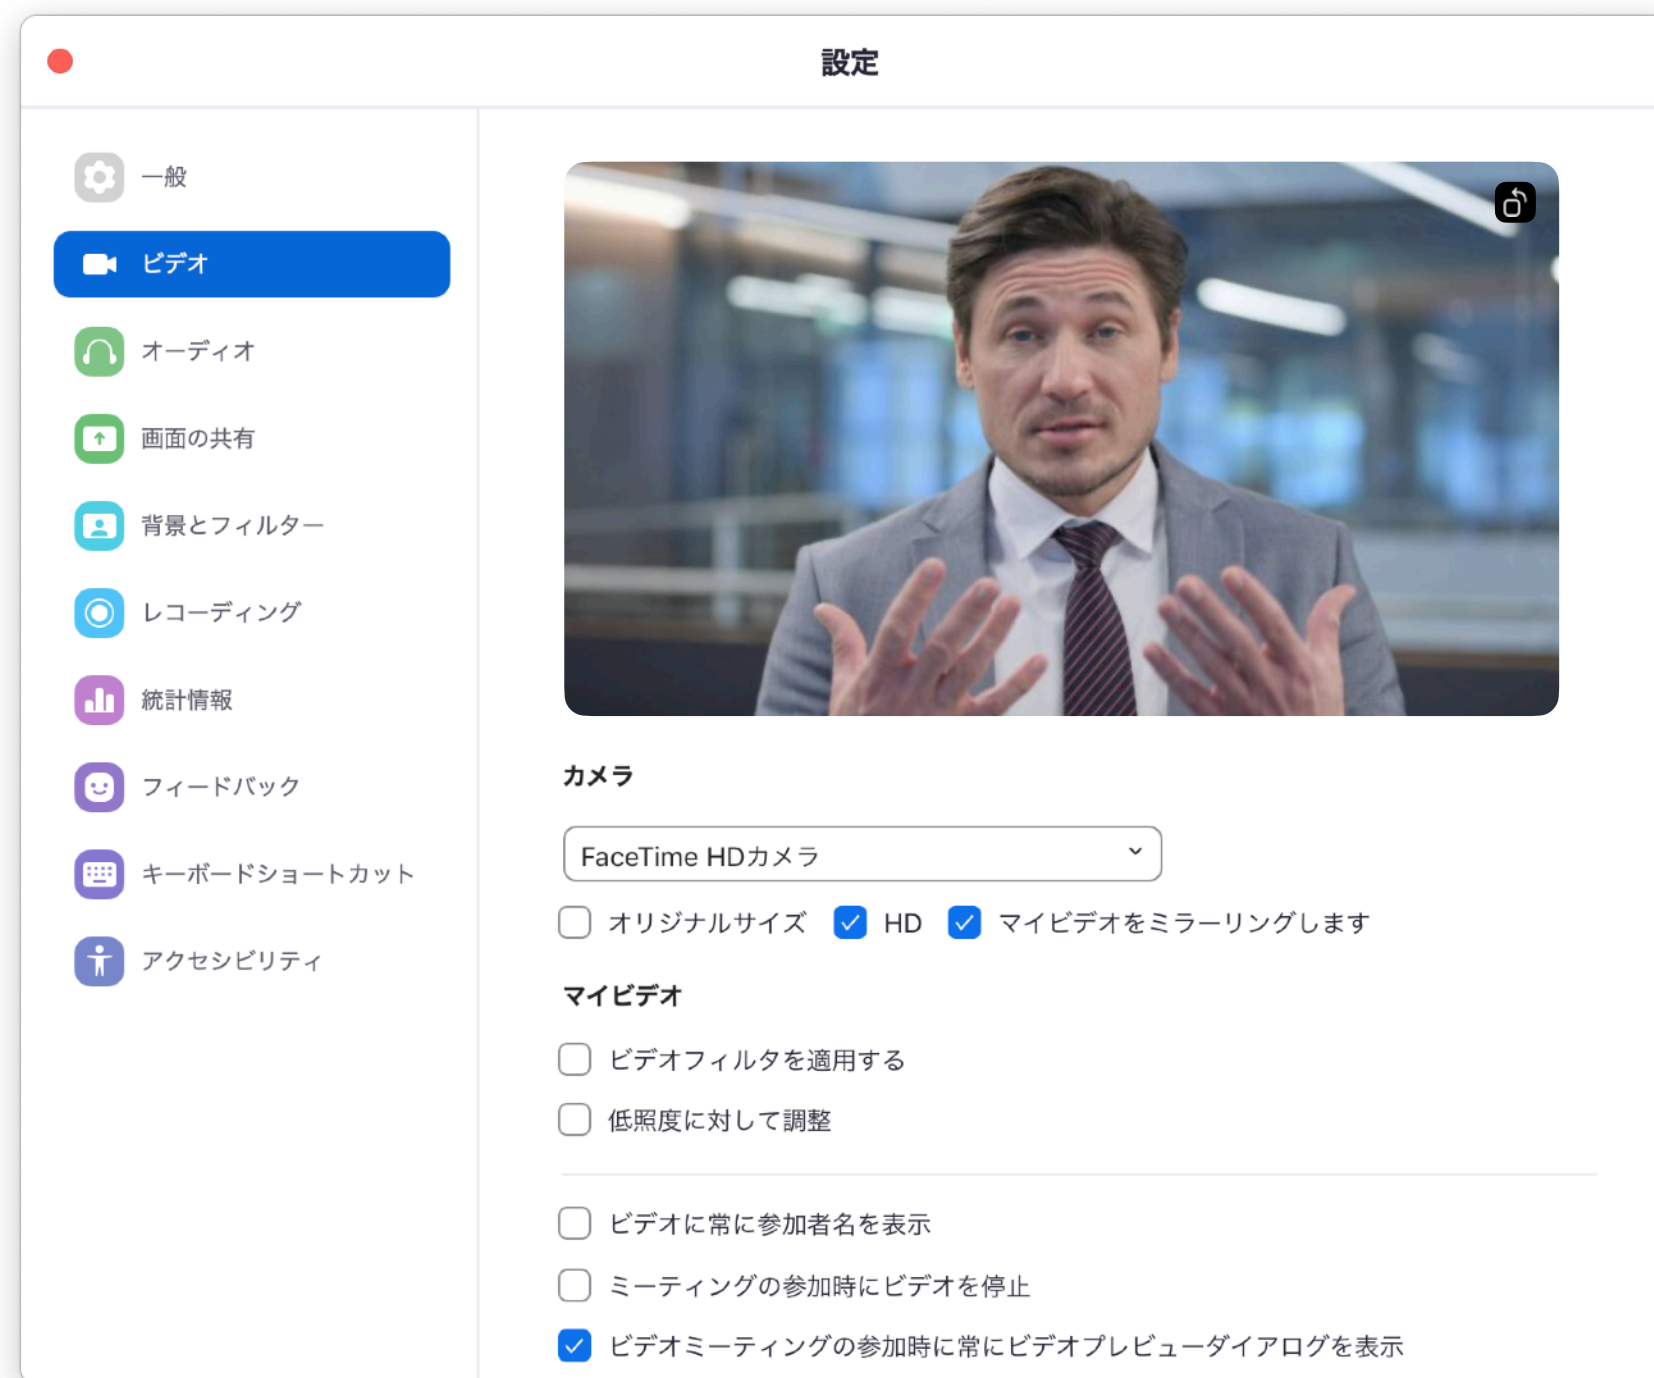 設定
一般
ビデオ
オーディオ
画面の共有
背景とフィルター
レコーディング
統計情報
フィードバック
キーボードショートカット
アクセシビリティ
カメラ
FaceTime HDカメラ
オリジナルサイズ HD マイビデオをミラーリングします
マイビデオ
ビデオフィルタを適用する
低照度に対して調整
ビデオに常に参加者名を表示
ミーティングの参加時にビデオを停止
ビデオミーティングの参加時に常にビデオプレビューダイアログを表示